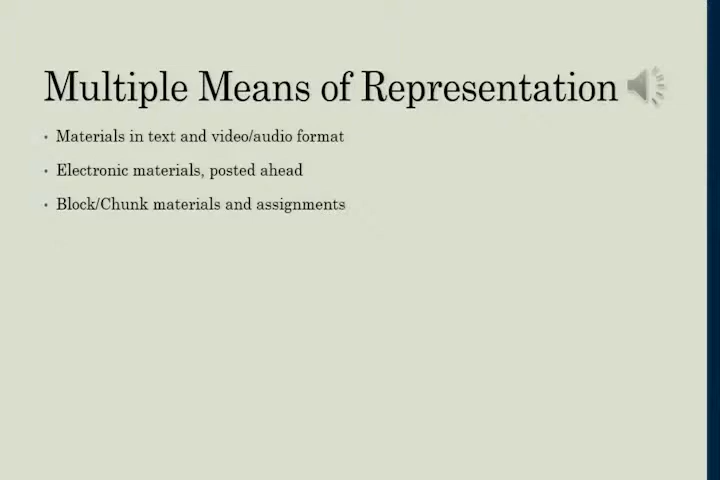 Multiple Means of Representation
• Materials in text and video/audio format
• Electronic materials, posted ahead
• Block/Chunk materials and assignments